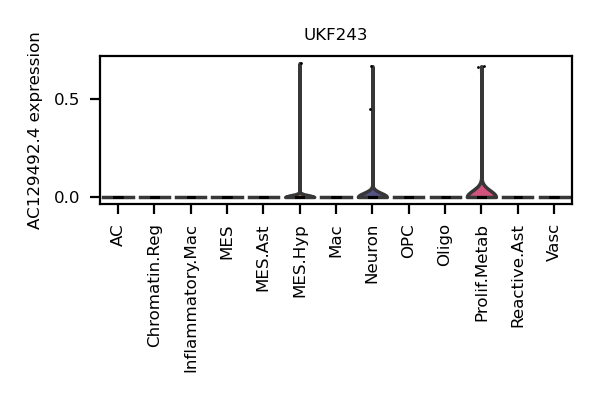 UKF243
AC129492.4 expression
0.5
0.0
AC
Chromatin.Reg
Inflammatory.Mac
MES
MES.Ast
MES.Hyp
Mac
Neuron
OPC
Oligo
Prolif.Metab
Reactive.Ast
Vasc